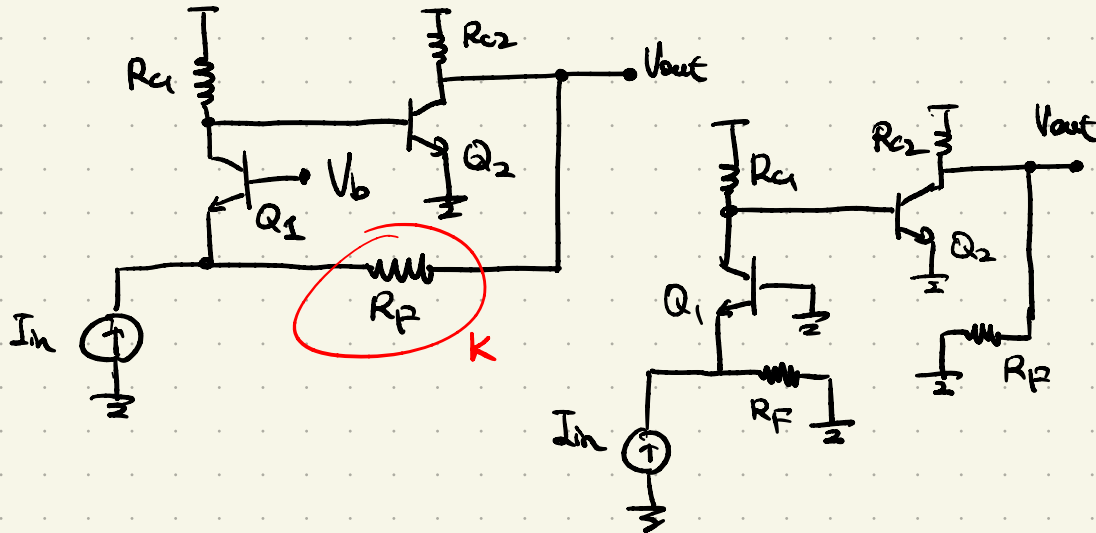 Rc1
Rc2
Vout
Q2
Vb
Q1
RF
K
Iin
Rc1
Rc2
Vout
Q2
Q1
RF
RF
Iin